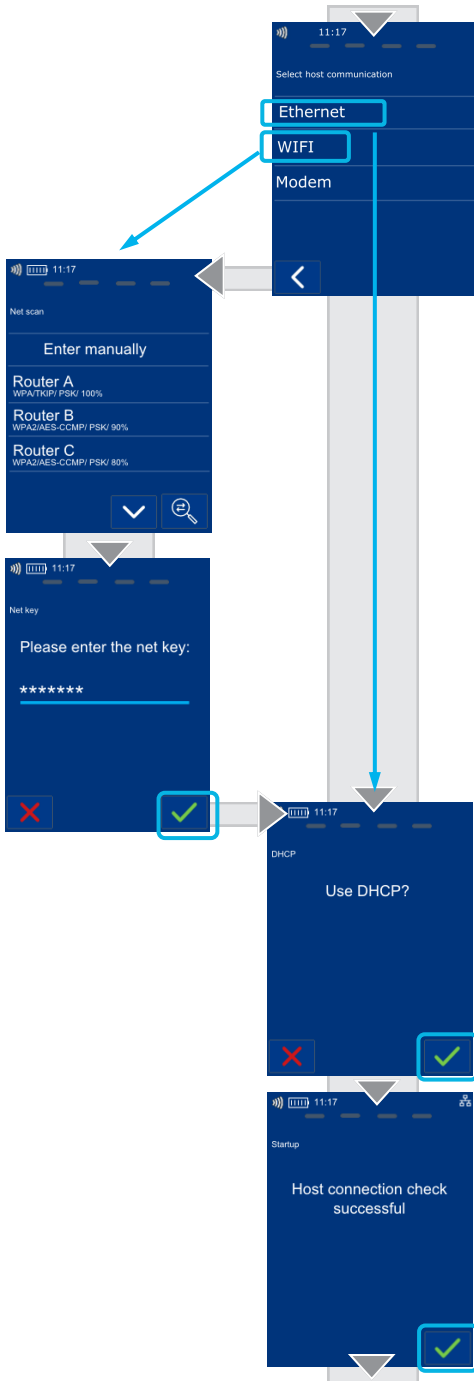 11:17
Select host communication
Ethernet
WIFI
Modem
11:17
Net scan
Enter manually
Router A
WPA/TKIP/ PSK/ 100%
Router B
WPA2/AES-CCMP/ PSK/ 90%
Router C
WPA2/AES-CCMP/ PSK/ 80%
11:17
Net key
Please enter the net key:
*******
11:17
DHCP
Use DHCP?
11:17
Startup
Host connection check
successful